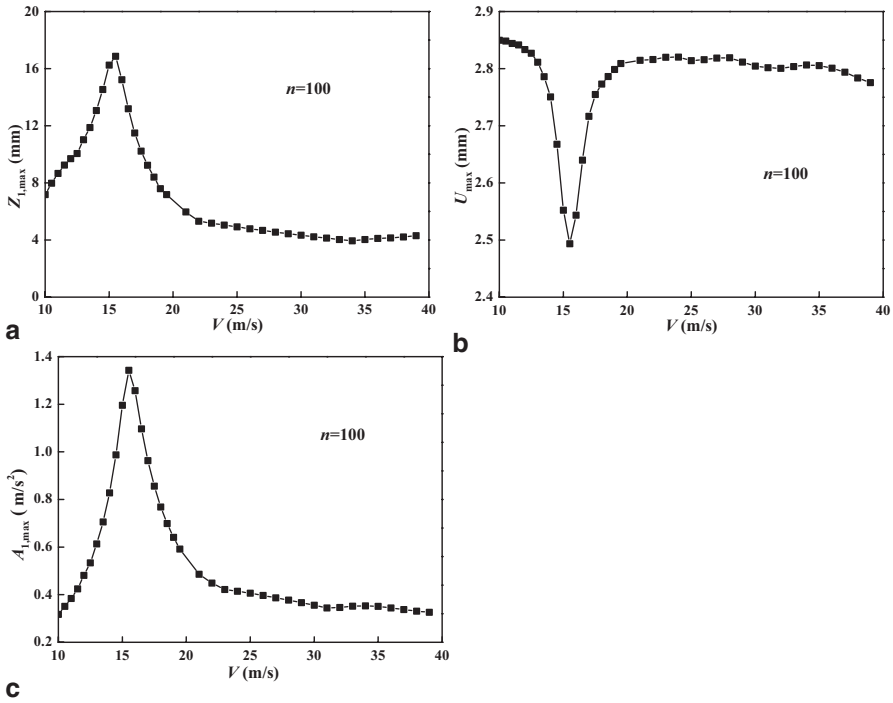 20
16
12
8
4
0
Z1,max (mm)
n=100
10 15 20 25 30 35 40
V (m/s)
a
2.9
2.8
2.7
2.6
2.5
2.4
Umax (mm)
n=100
10 15 20 25 30 35 40
V (m/s)
b
1.4
1.2
1.0
0.8
0.6
0.4
0.2
A1,max ( m/s²)
n=100
10 15 20 25 30 35 40
V (m/s)
c